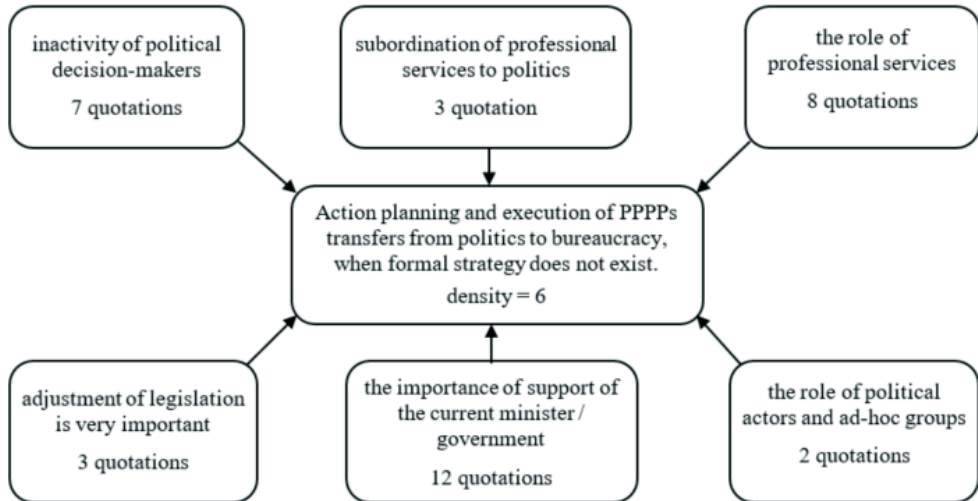 inactivity of political
decision-makers
7 quotations
subordination of professional
services to politics
3 quotation
the role of
professional services
8 quotations
Action planning and execution of PPPPs
transfers from politics to bureaucracy,
when formal strategy does not exist.
density = 6
adjustment of legislation
is very important
3 quotations
the importance of support of
the current minister /
government
12 quotations
the role of political
actors and ad-hoc groups
2 quotations